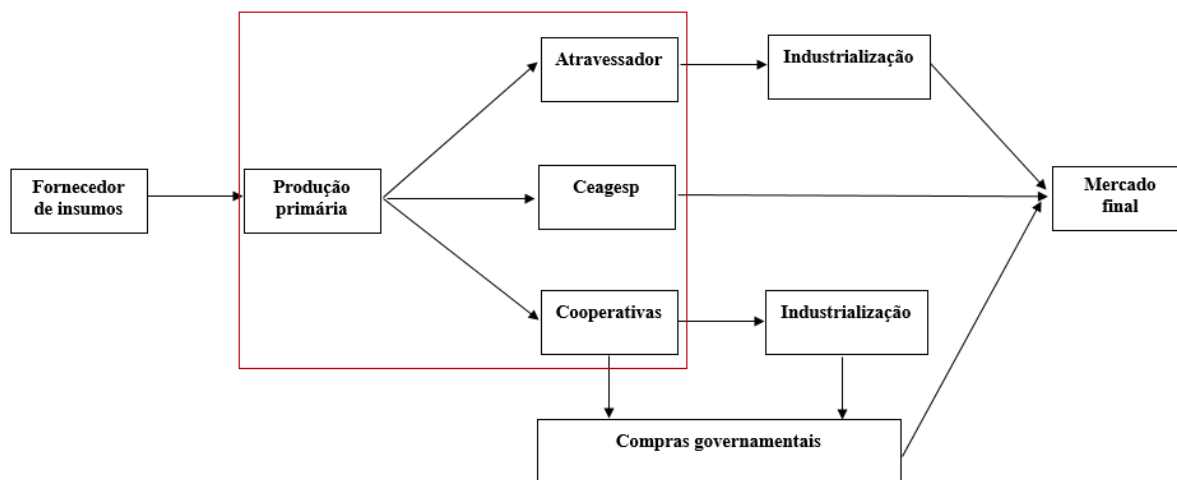 Atravessador
Industrialização
Fornecedor
de insumos
Produção
primária
Ceagesp
Mercado
final
Cooperativas
Industrialização
Compras governamentais